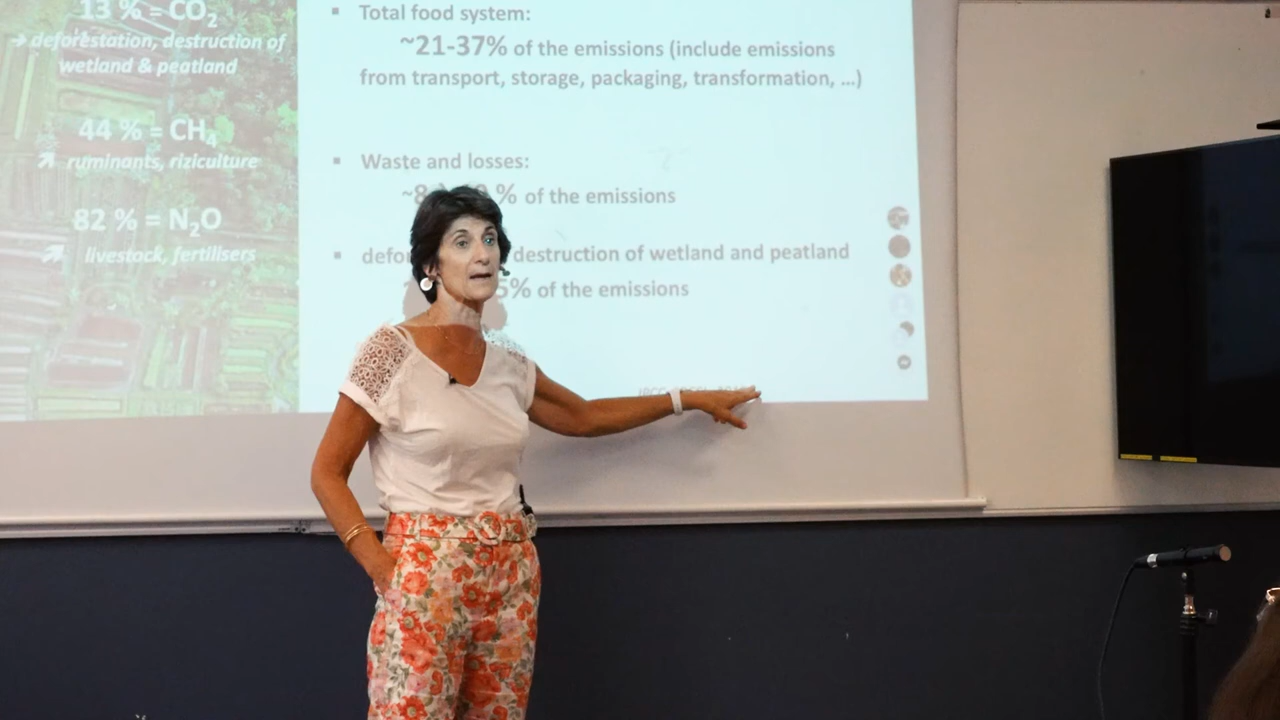 13 % = CO₂
→ deforestation, destruction of
wetland & peatland
44 % = CH₄
↗ ruminants, riziculture
82 % = N₂O
↗ livestock, fertilisers
▪ Total food system:
~21-37% of the emissions (include emissions
from transport, storage, packaging, transformation, ...)
▪ Waste and losses:
% of the emissions
▪ destruction of wetland and peatland
5% of the emissions
IPCC